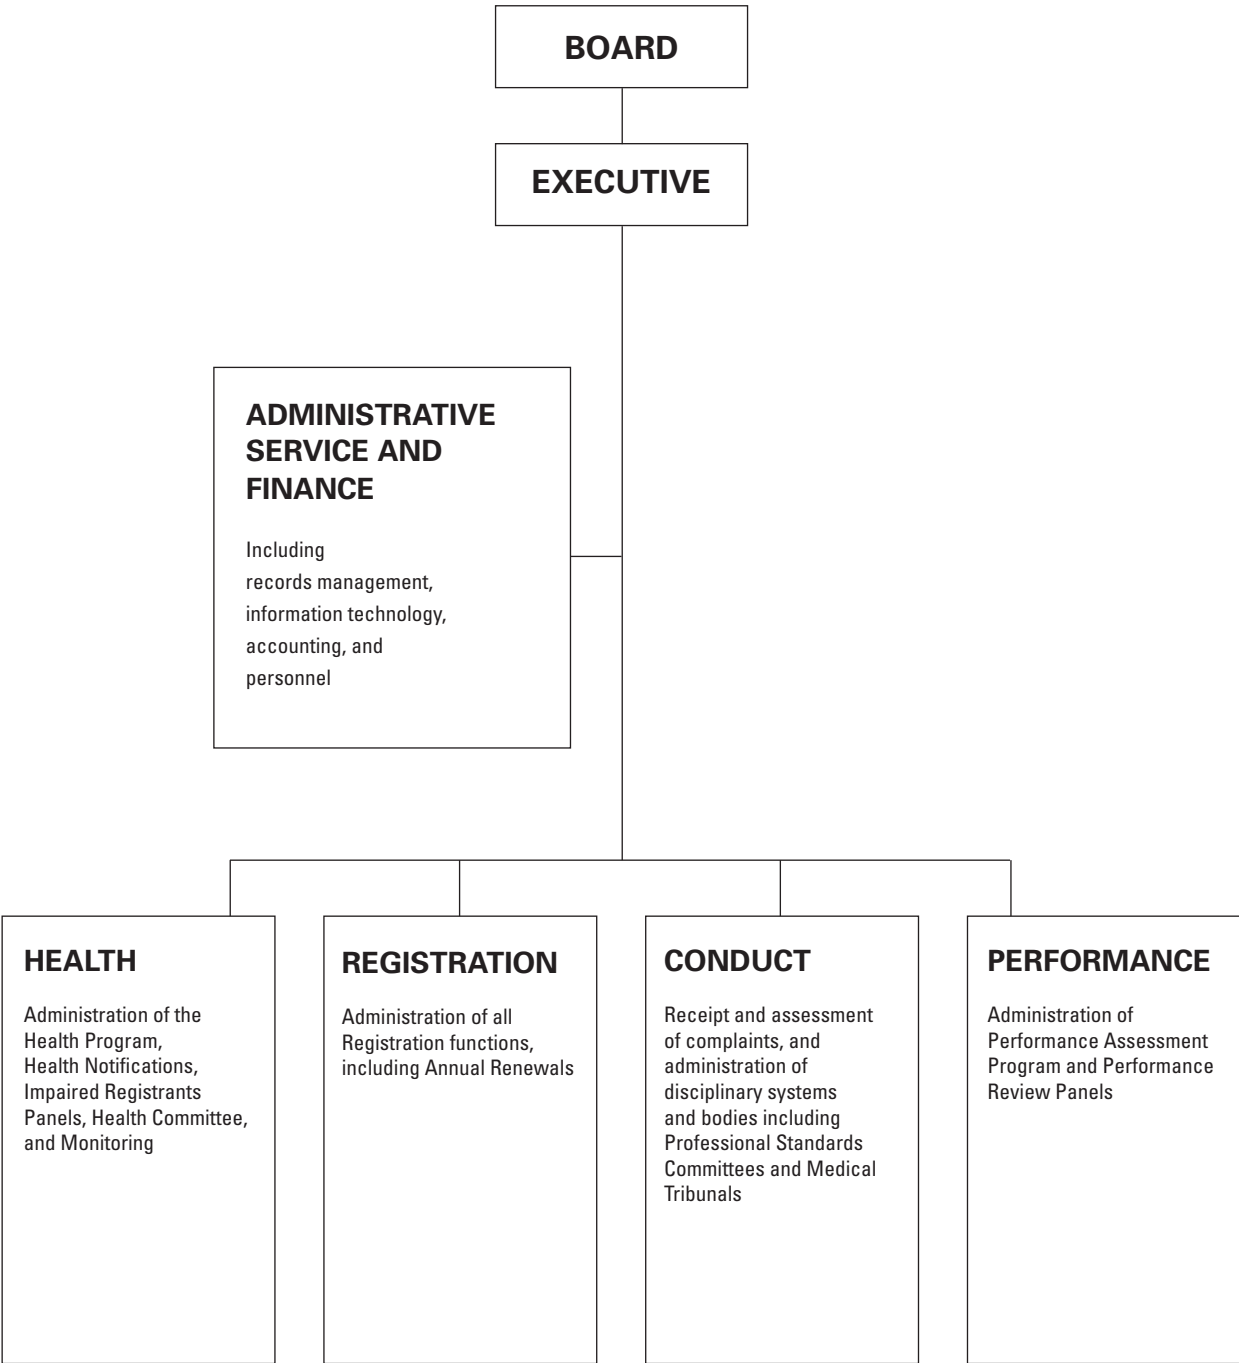 BOARD
EXECUTIVE
ADMINISTRATIVE
SERVICE AND
FINANCE
Including
records management,
information technology,
accounting, and
personnel
HEALTH
Administration of the
Health Program,
Health Notifications,
Impaired Registrants
Panels, Health Committee,
and Monitoring
REGISTRATION
Administration of all
Registration functions,
including Annual Renewals
CONDUCT
Receipt and assessment
of complaints, and
administration of
disciplinary systems
and bodies including
Professional Standards
Committees and Medical
Tribunals
PERFORMANCE
Administration of
Performance Assessment
Program and Performance
Review Panels